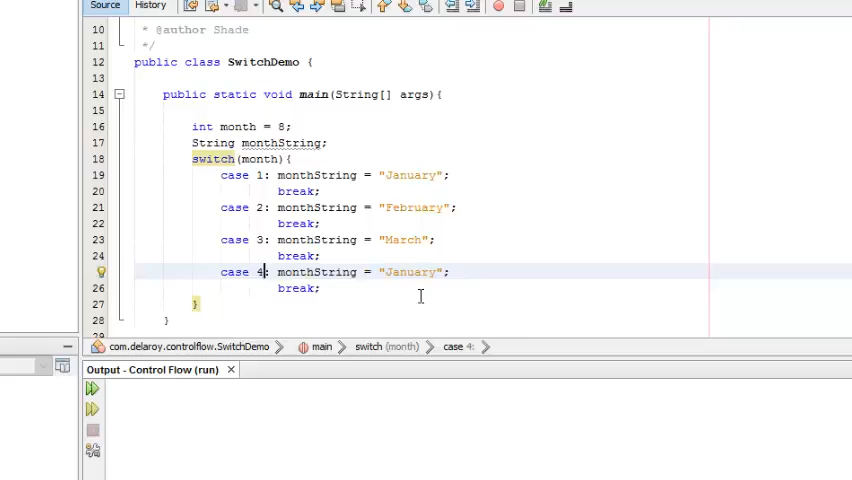 Source History
10 * @author Shade
11 */
12 public class SwitchDemo {
13
14 public static void main(String[] args){
15
16 int month = 8;
17 String monthString;
18 switch(month){
19 case 1: monthString = "January";
20 break;
21 case 2: monthString = "February";
22 break;
23 case 3: monthString = "March";
24 break;
case 4: monthString = "January";
26 break;
27 }
28 }
29
com.delaroy.controlflow.SwitchDemo main switch (month) case 4:
Output - Control Flow (run)